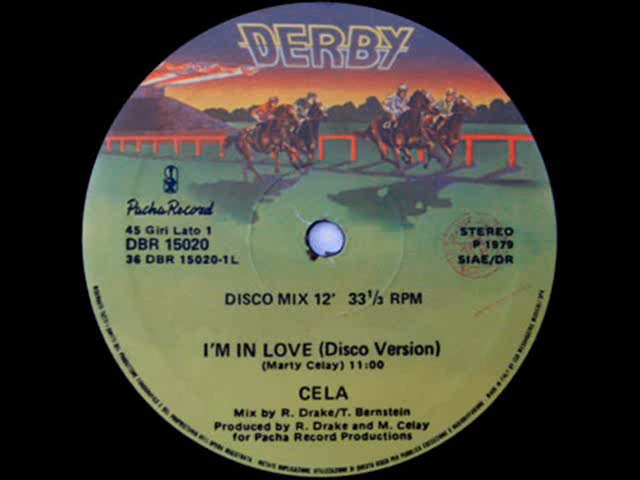 DERBY
Pacha Record
45 Giri Lato 1
DBR 15020
36 DBR 15020-1L
STEREO
P 1979
SIAE/DR
DISCO MIX 12' 33 1/3 RPM
I'M IN LOVE (Disco Version)
(Marty Celay) 11:00
CELA
Mix by R. Drake/T. Bernstein
Produced by R. Drake and M. Celay
for Pacha Record Productions